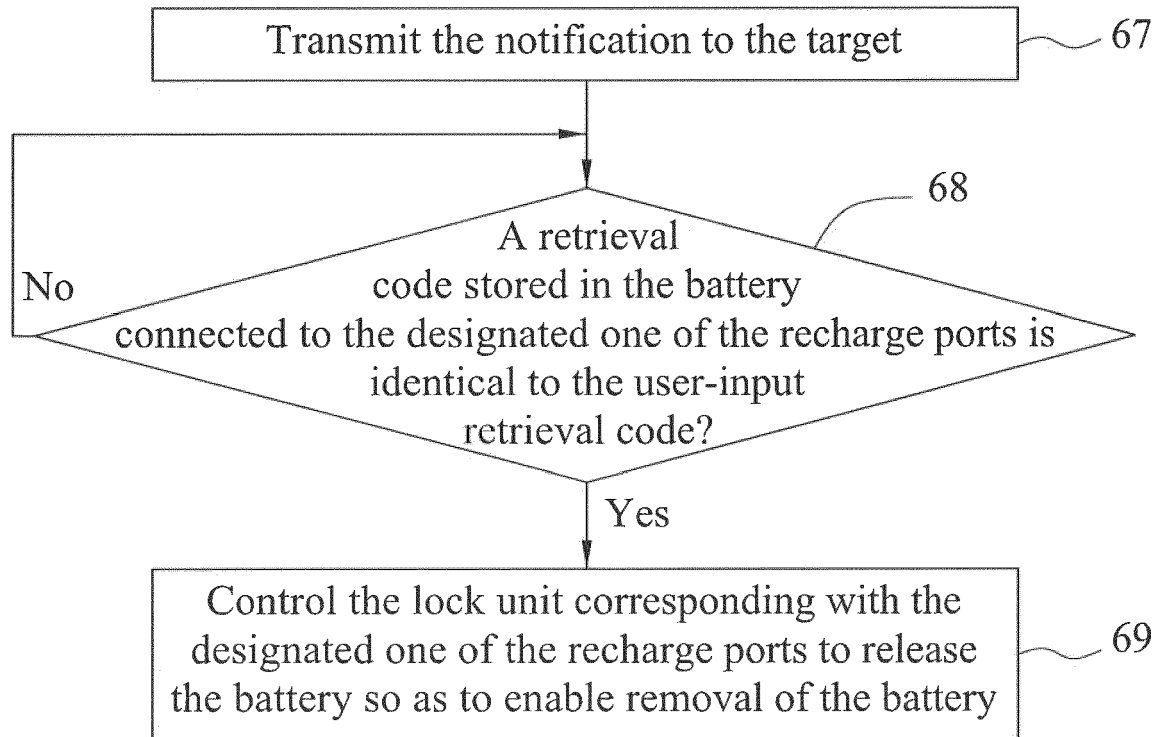 Transmit the notification to the target
67
68
A retrieval
code stored in the battery
connected to the designated one of the recharge ports is
identical to the user-input
retrieval code?
No
Yes
Control the lock unit corresponding with the
designated one of the recharge ports to release
the battery so as to enable removal of the battery
69